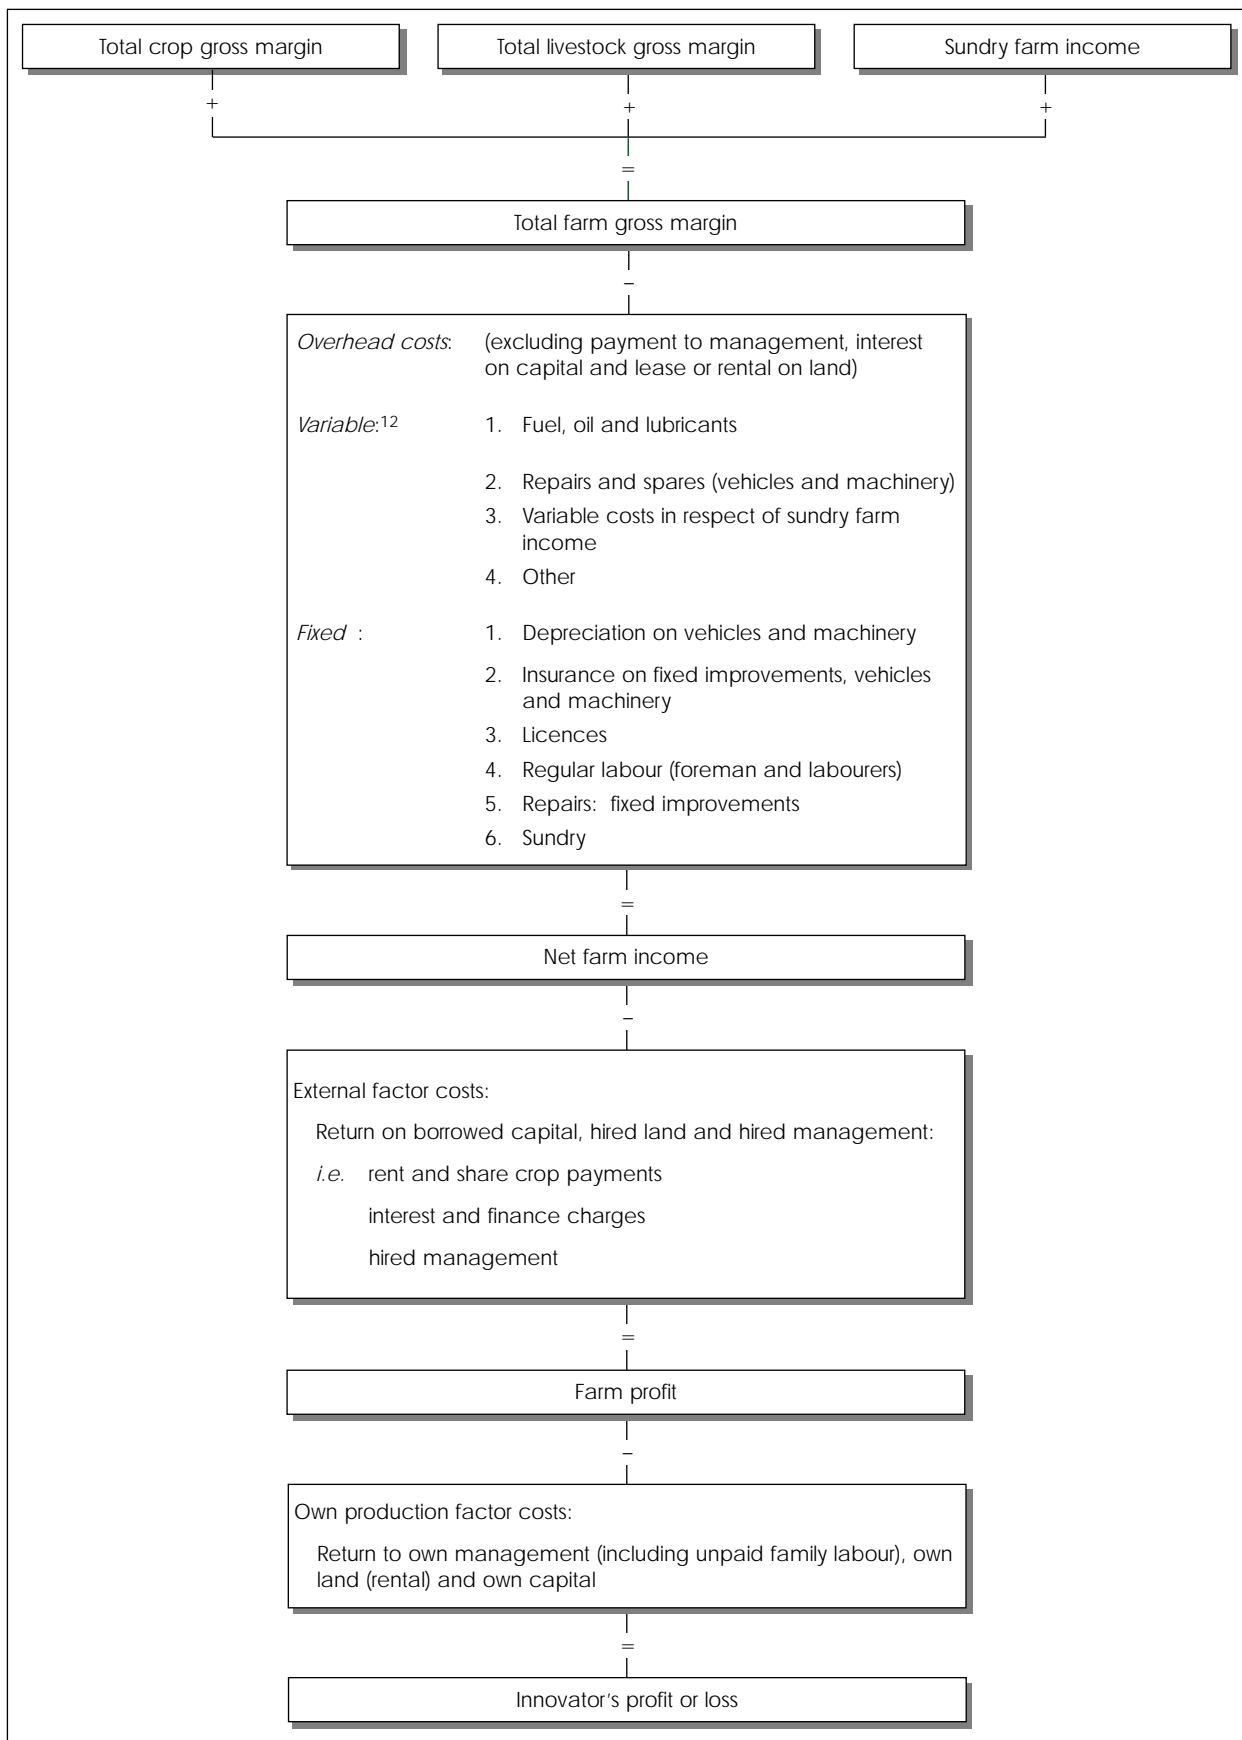 Total crop gross margin
Total livestock gross margin
Sundry farm income
+
+
+
=
Total farm gross margin
–
Overhead costs: (excluding payment to management, interest
on capital and lease or rental on land)
Variable:12 1. Fuel, oil and lubricants
2. Repairs and spares (vehicles and machinery)
3. Variable costs in respect of sundry farm
income
4. Other
Fixed : 1. Depreciation on vehicles and machinery
2. Insurance on fixed improvements, vehicles
and machinery
3. Licences
4. Regular labour (foreman and labourers)
5. Repairs: fixed improvements
6. Sundry
=
Net farm income
–
External factor costs:
Return on borrowed capital, hired land and hired management:
i.e. rent and share crop payments
interest and finance charges
hired management
=
Farm profit
–
Own production factor costs:
Return to own management (including unpaid family labour), own
land (rental) and own capital
=
Innovator's profit or loss